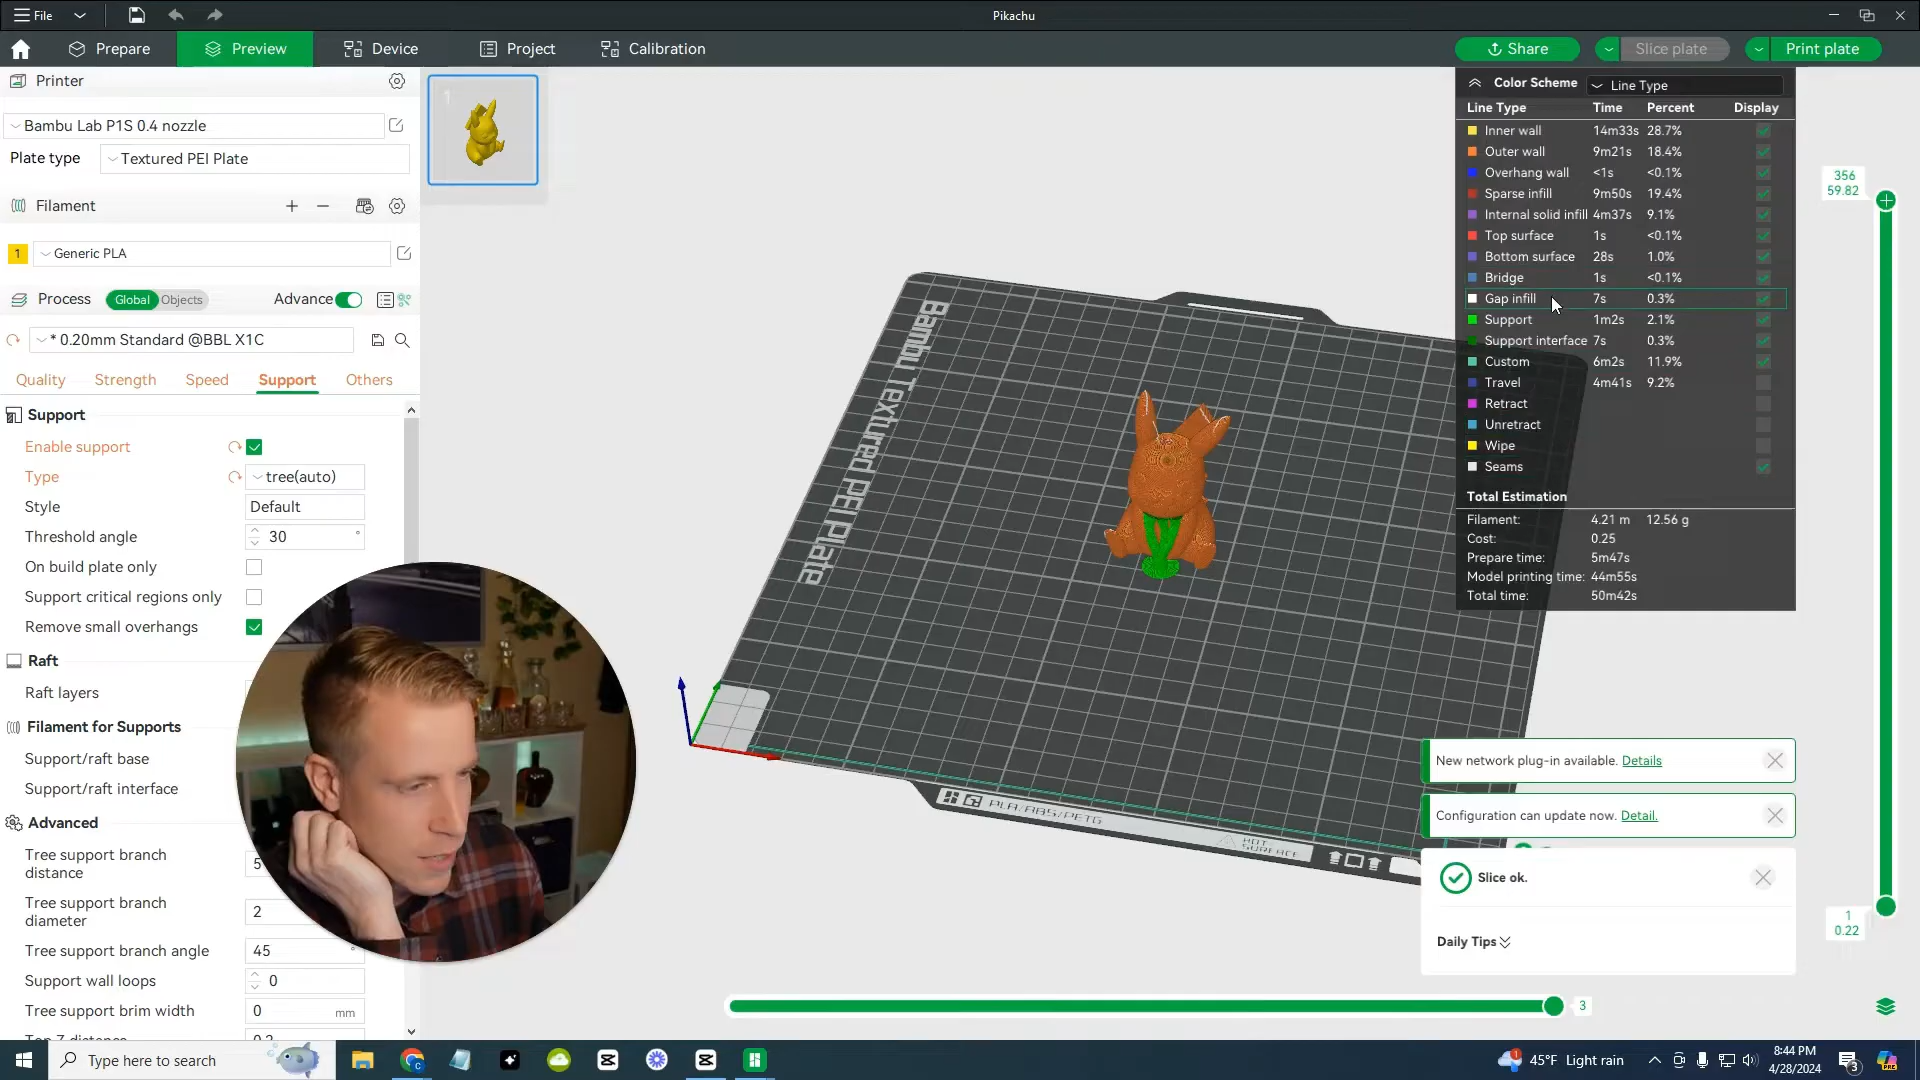 File
Pikachu
Prepare
Preview
Device
Project
Calibration
Share
Slice plate
Print plate
Printer
Bambu Lab P1S 0.4 nozzle
Plate type
Textured PEI Plate
Filament
1
Generic PLA
Process
Global
Objects
Advance
* 0.20mm Standard @BBL X1C
Quality
Strength
Speed
Support
Others
Support
Enable support
Type
tree(auto)
Style
Default
Threshold angle
30 °
On build plate only
Support critical regions only
Remove small overhangs
Raft
Raft layers
Filament for Supports
Support/raft base
Support/raft interface
Advanced
Tree support branch
distance
5
Tree support branch
diameter
2
Tree support branch angle
45 °
Support wall loops
0
Tree support brim width
0 mm
1
Bambu Textured PEI Plate
PLA/ABS/PETG
HOT
SURFACE
Color Scheme
Line Type
Line Type Time Percent Display
Inner wall 14m33s 28.7%
Outer wall 9m21s 18.4%
Overhang wall <1s <0.1%
Sparse infill 9m50s 19.4%
Internal solid infill 4m37s 9.1%
Top surface 1s <0.1%
Bottom surface 28s 1.0%
Bridge 1s <0.1%
Gap infill 7s 0.3%
Support 1m2s 2.1%
Support interface 7s 0.3%
Custom 6m2s 11.9%
Travel 4m41s 9.2%
Retract
Unretract
Wipe
Seams
Total Estimation
Filament: 4.21 m 12.56 g
Cost: 0.25
Prepare time: 5m47s
Model printing time: 44m55s
Total time: 50m42s
356
59.82
1
0.22
New network plug-in available. Details
Configuration can update now. Detail.
Slice ok.
Daily Tips
3
Type here to search
45°F Light rain
8:44 PM
4/28/2024
3